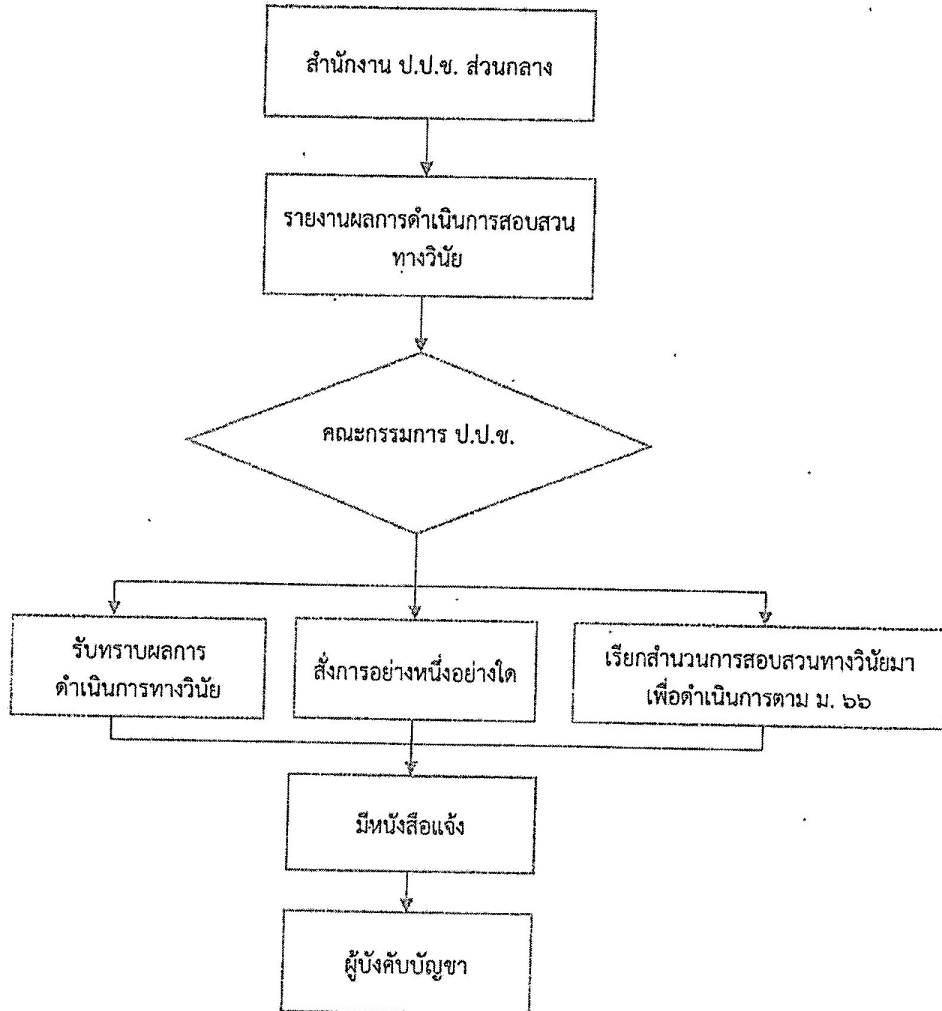 สำนักงาน ป.ป.ช. ส่วนกลาง
รายงานผลการดำเนินการสอบสวน
ทางวินัย
คณะกรรมการ ป.ป.ช.
รับทราบผลการ
ดำเนินการทางวินัย
สั่งการอย่างหนึ่งอย่างใด
เรียกสำนวนการสอบสวนทางวินัยมา
เพื่อดำเนินการตาม ม. ๖๖
มีหนังสือแจ้ง
ผู้บังคับบัญชา